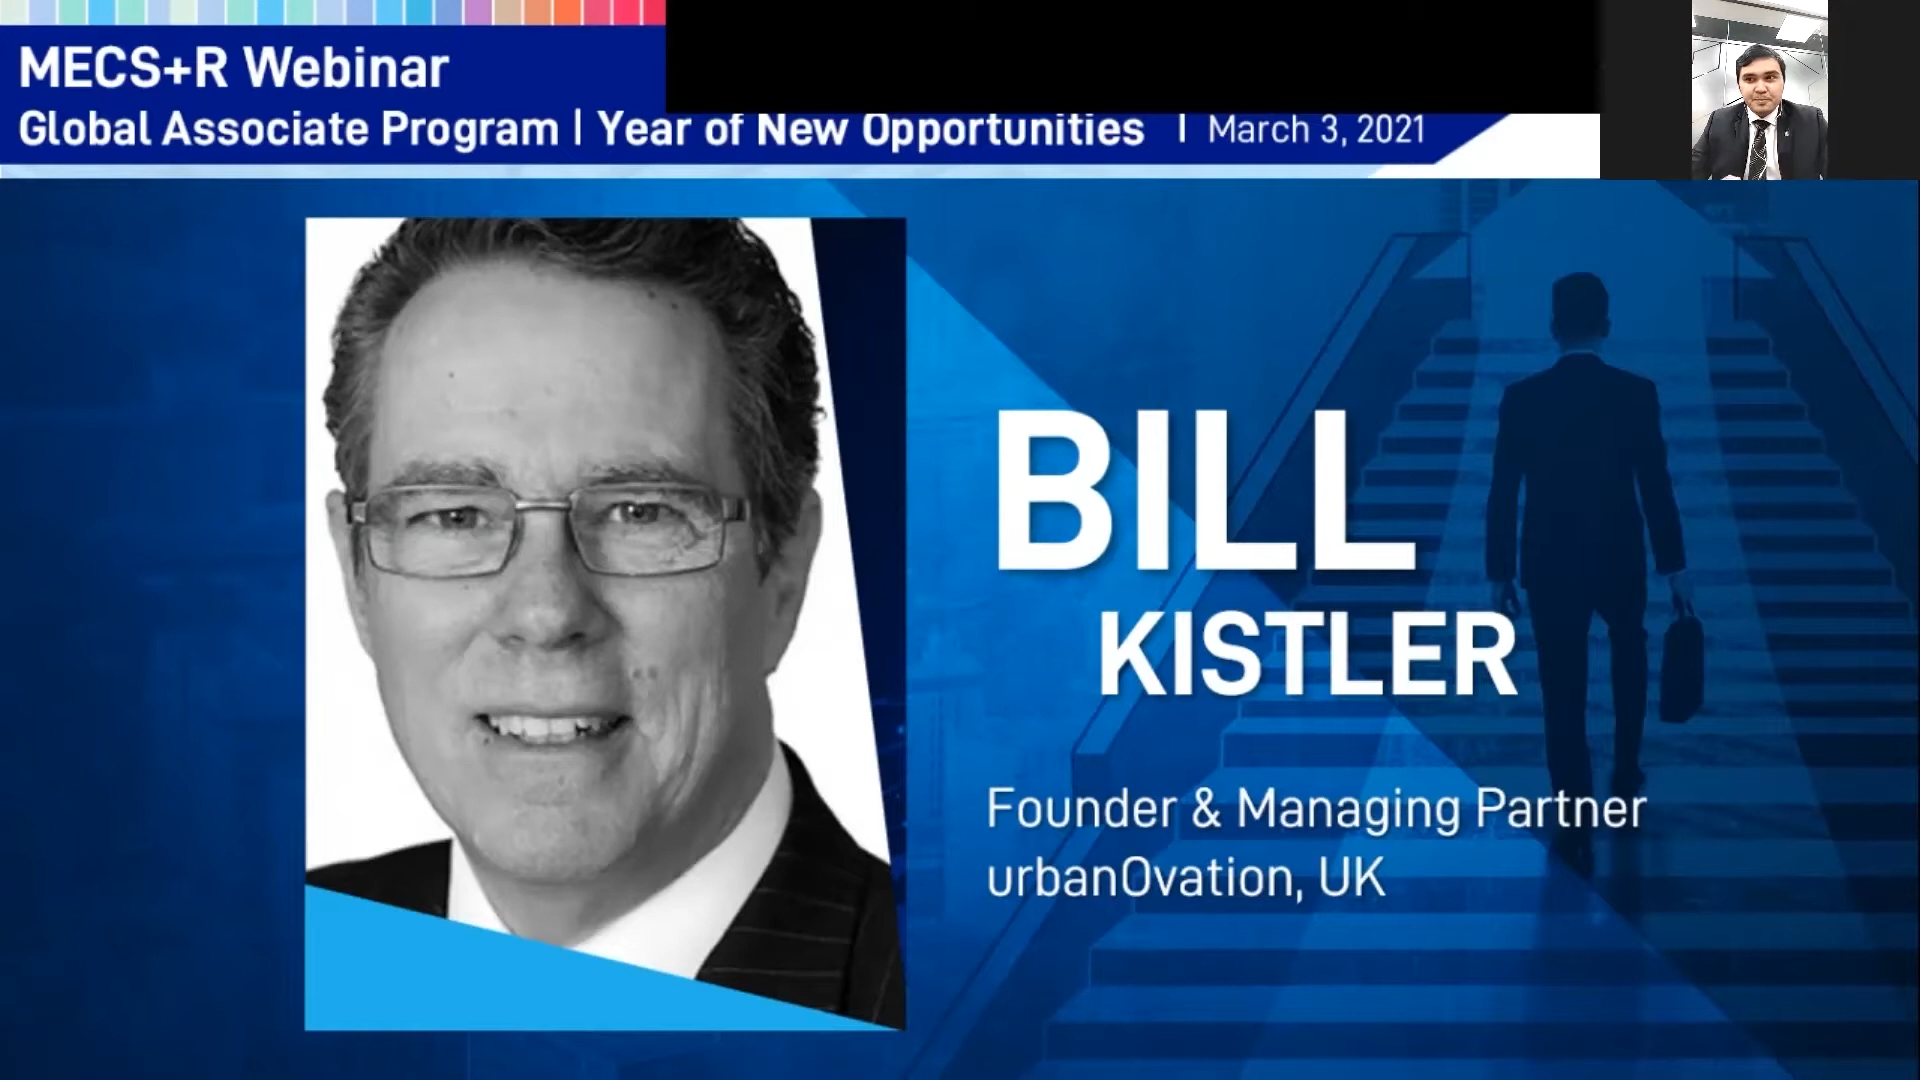 MECS+R Webinar
Global Associate Program | Year of New Opportunities | March 3, 2021
BILL
KISTLER
Founder & Managing Partner
urbanOvation, UK